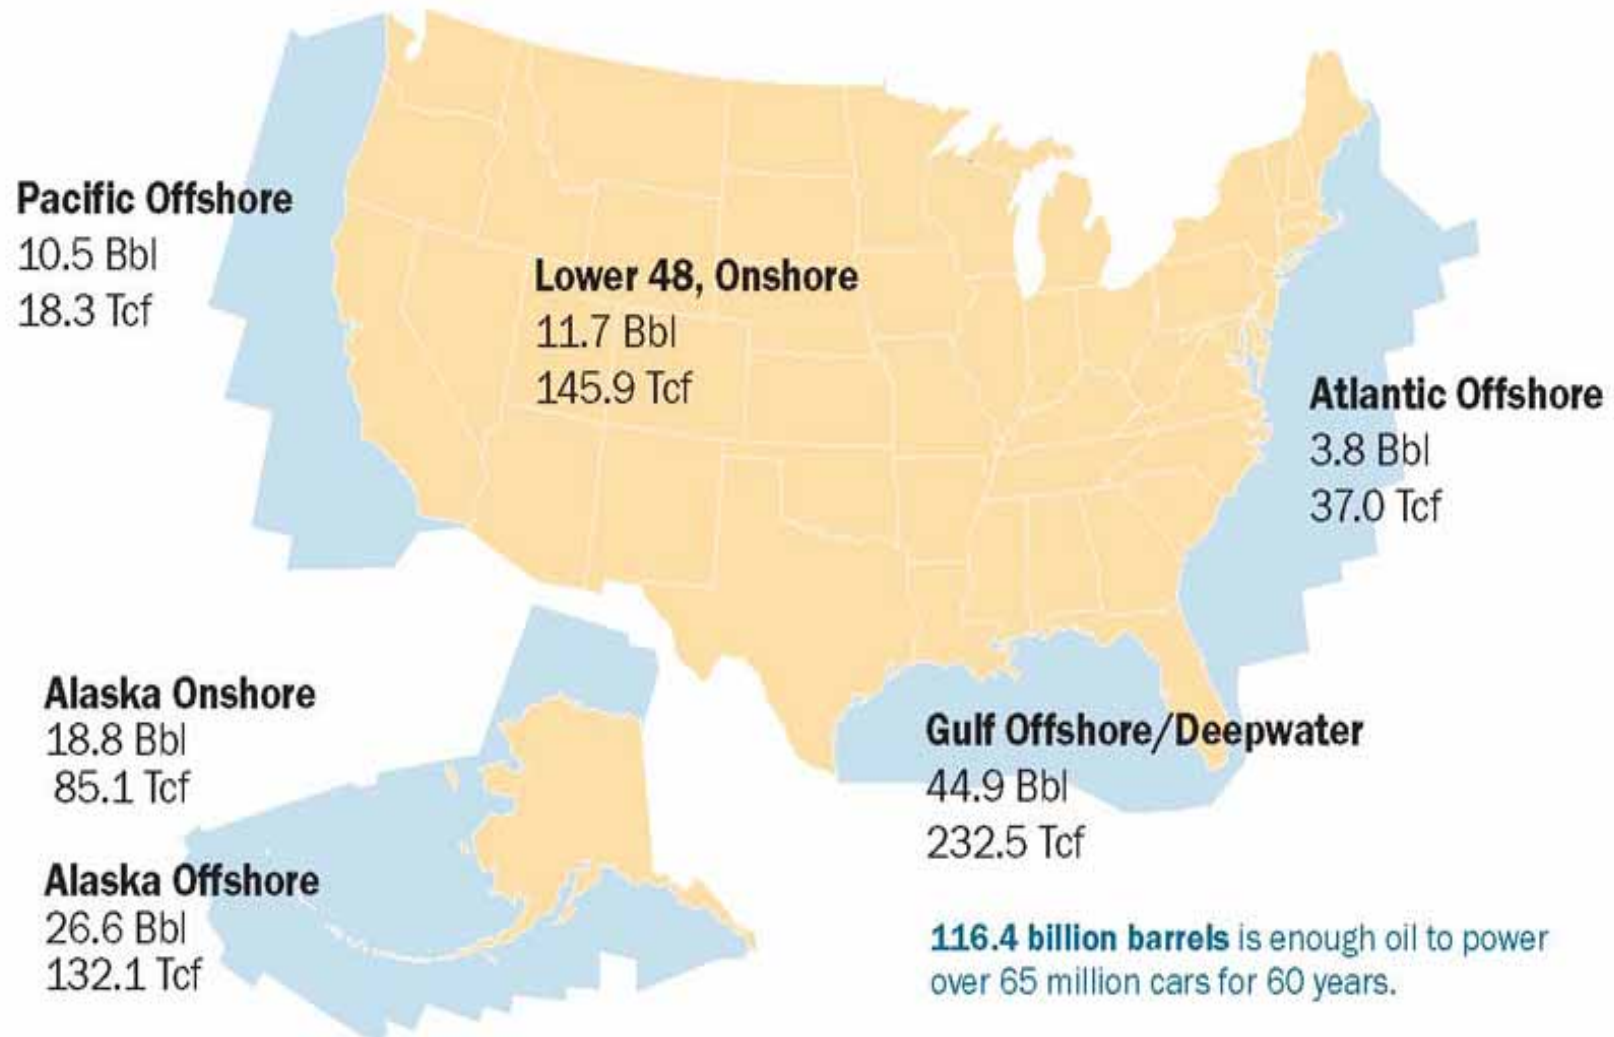 Pacific Offshore
10.5 Bbl
18.3 Tcf
Lower 48, Onshore
11.7 Bbl
145.9 Tcf
Atlantic Offshore
3.8 Bbl
37.0 Tcf
Alaska Onshore
18.8 Bbl
85.1 Tcf
Alaska Offshore
26.6 Bbl
132.1 Tcf
Gulf Offshore/Deepwater
44.9 Bbl
232.5 Tcf
116.4 billion barrels is enough oil to power
over 65 million cars for 60 years.